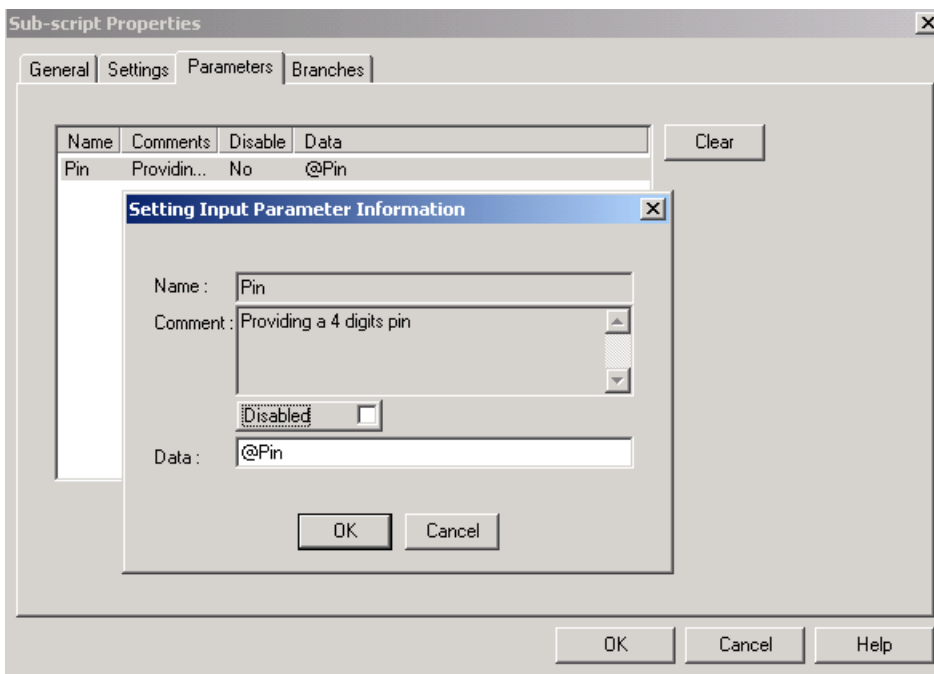 Sub-script Properties
General Settings Parameters Branches
Name Comments Disable Data
Clear
Pin Providin... No @Pin
Setting Input Parameter Information
Name : Pin
Comment : Providing a 4 digits pin
Disabled
Data : @Pin
OK Cancel
OK Cancel Help